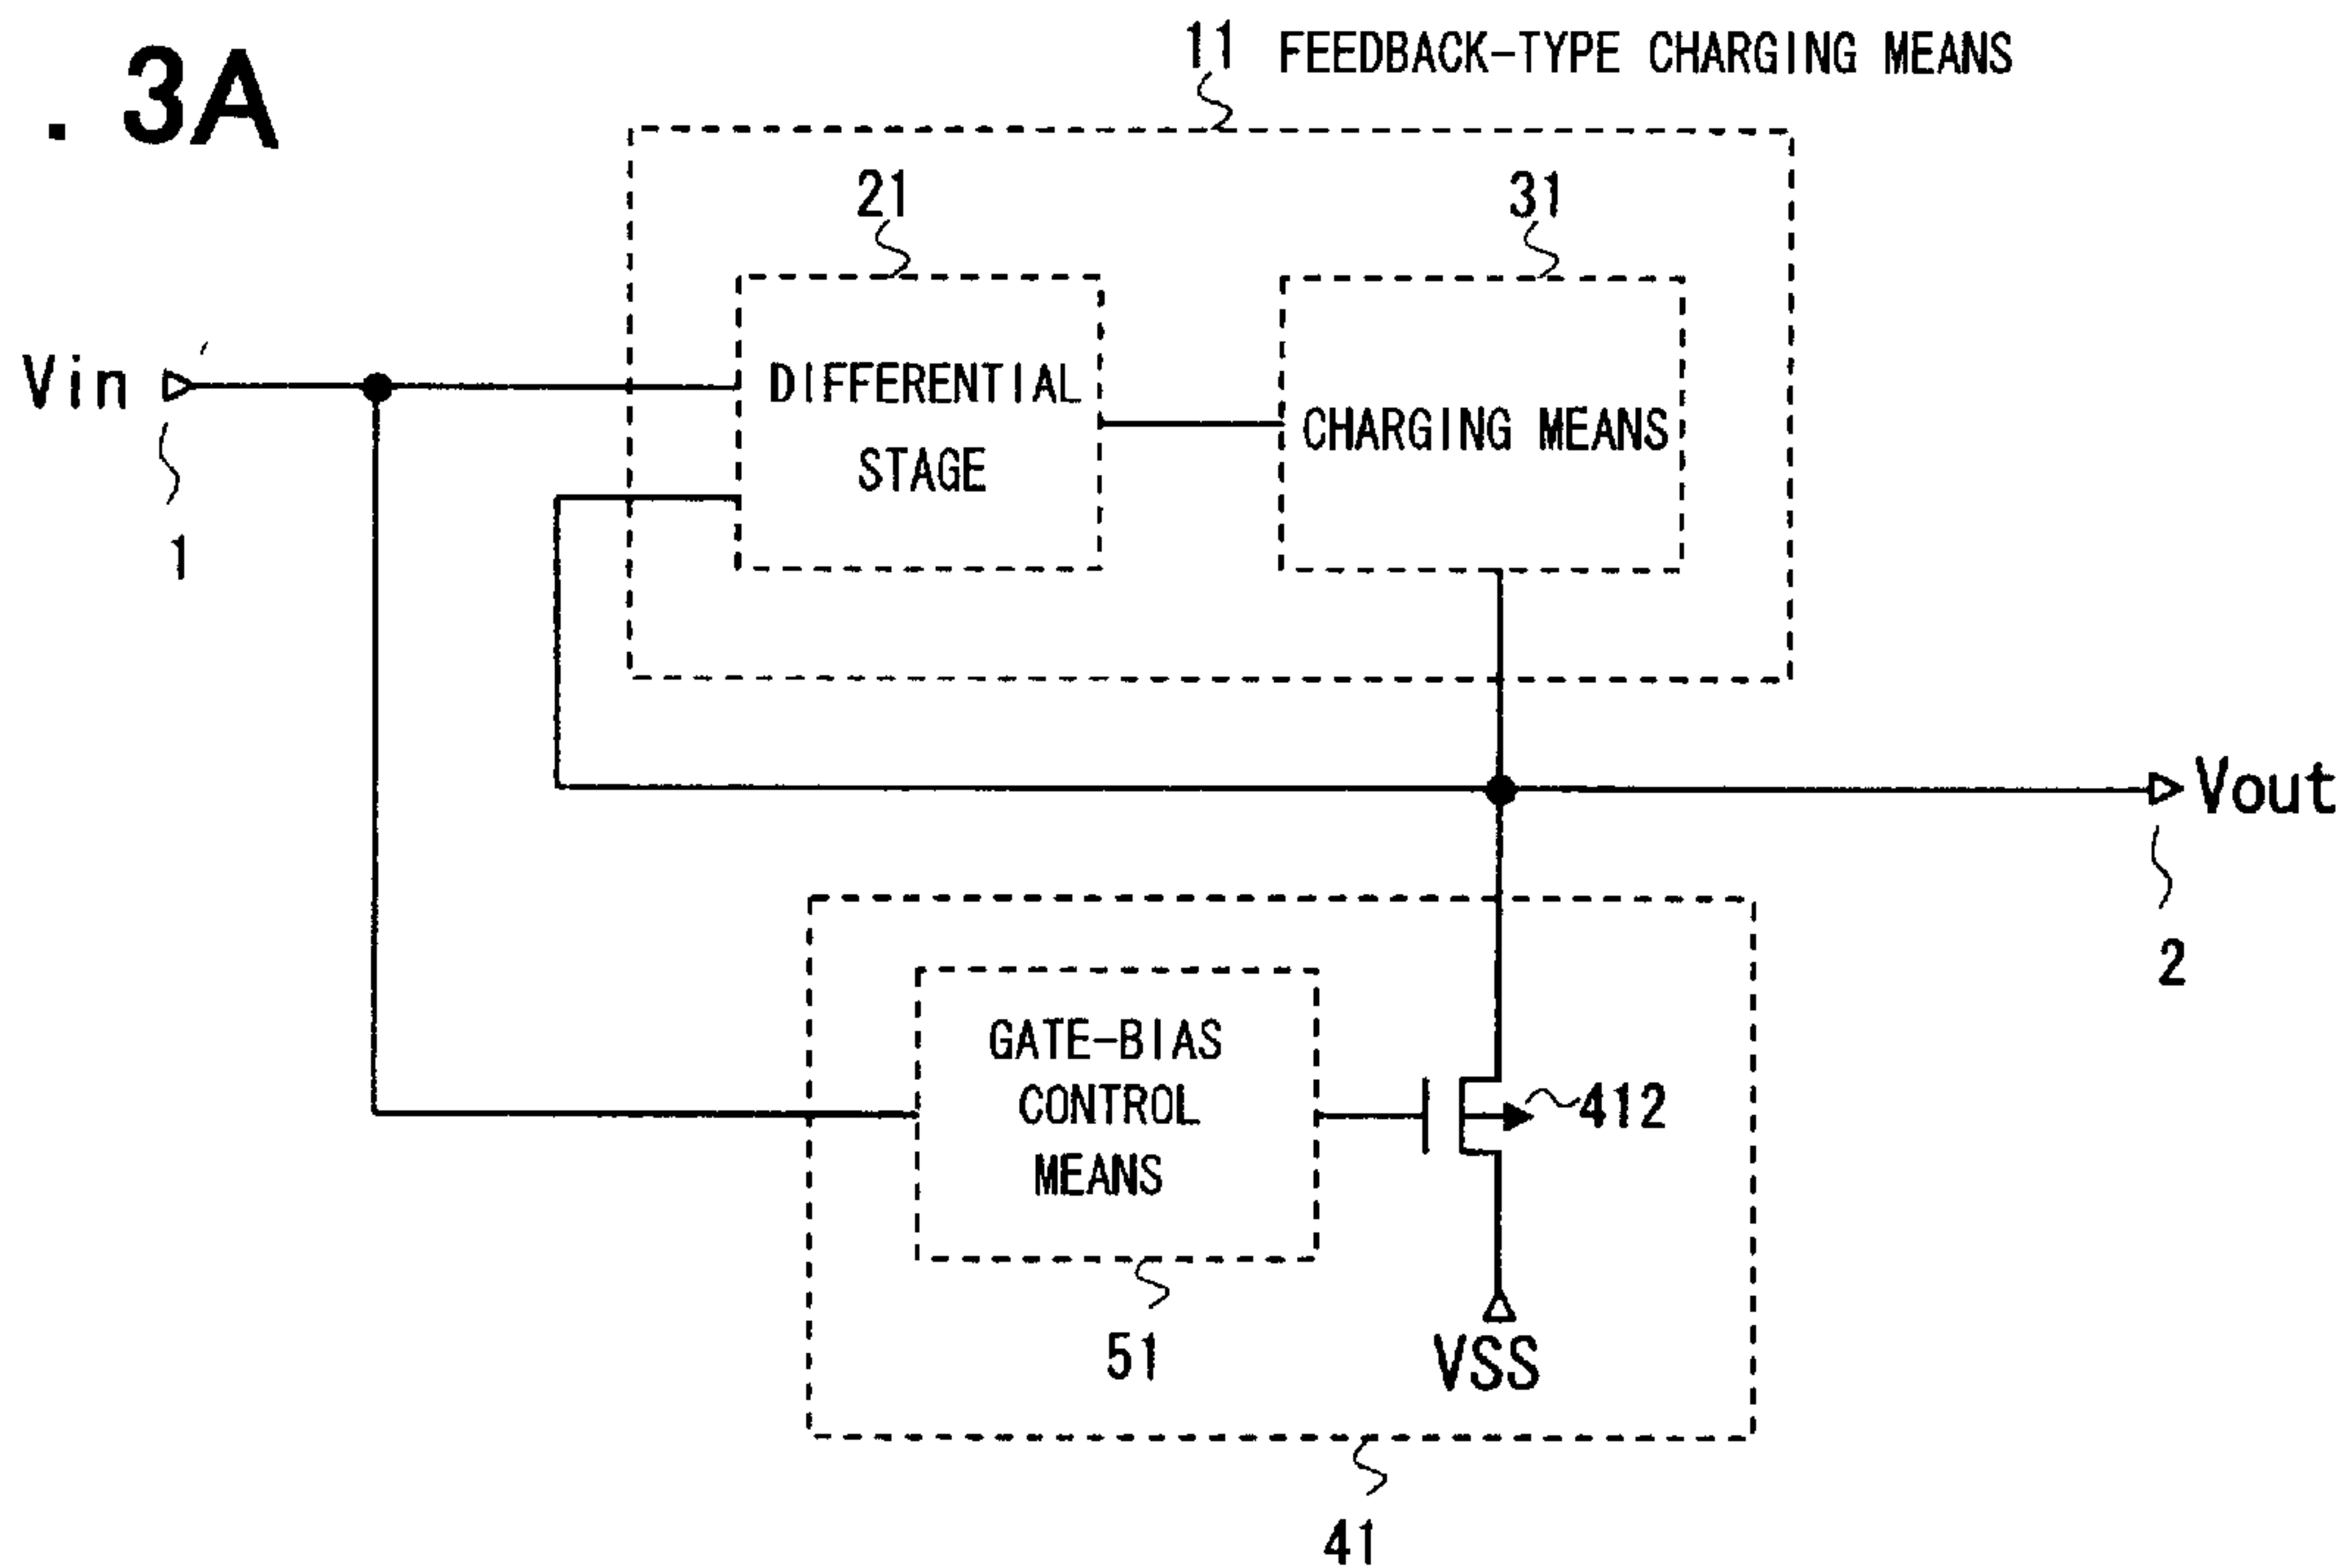 . 3A
11 FEEDBACK-TYPE CHARGING MEANS
21
31
Vin
DIFFERENTIAL
STAGE
CHARGING MEANS
1
Vout
2
GATE-BIAS
CONTROL
MEANS
412
51
VSS
41